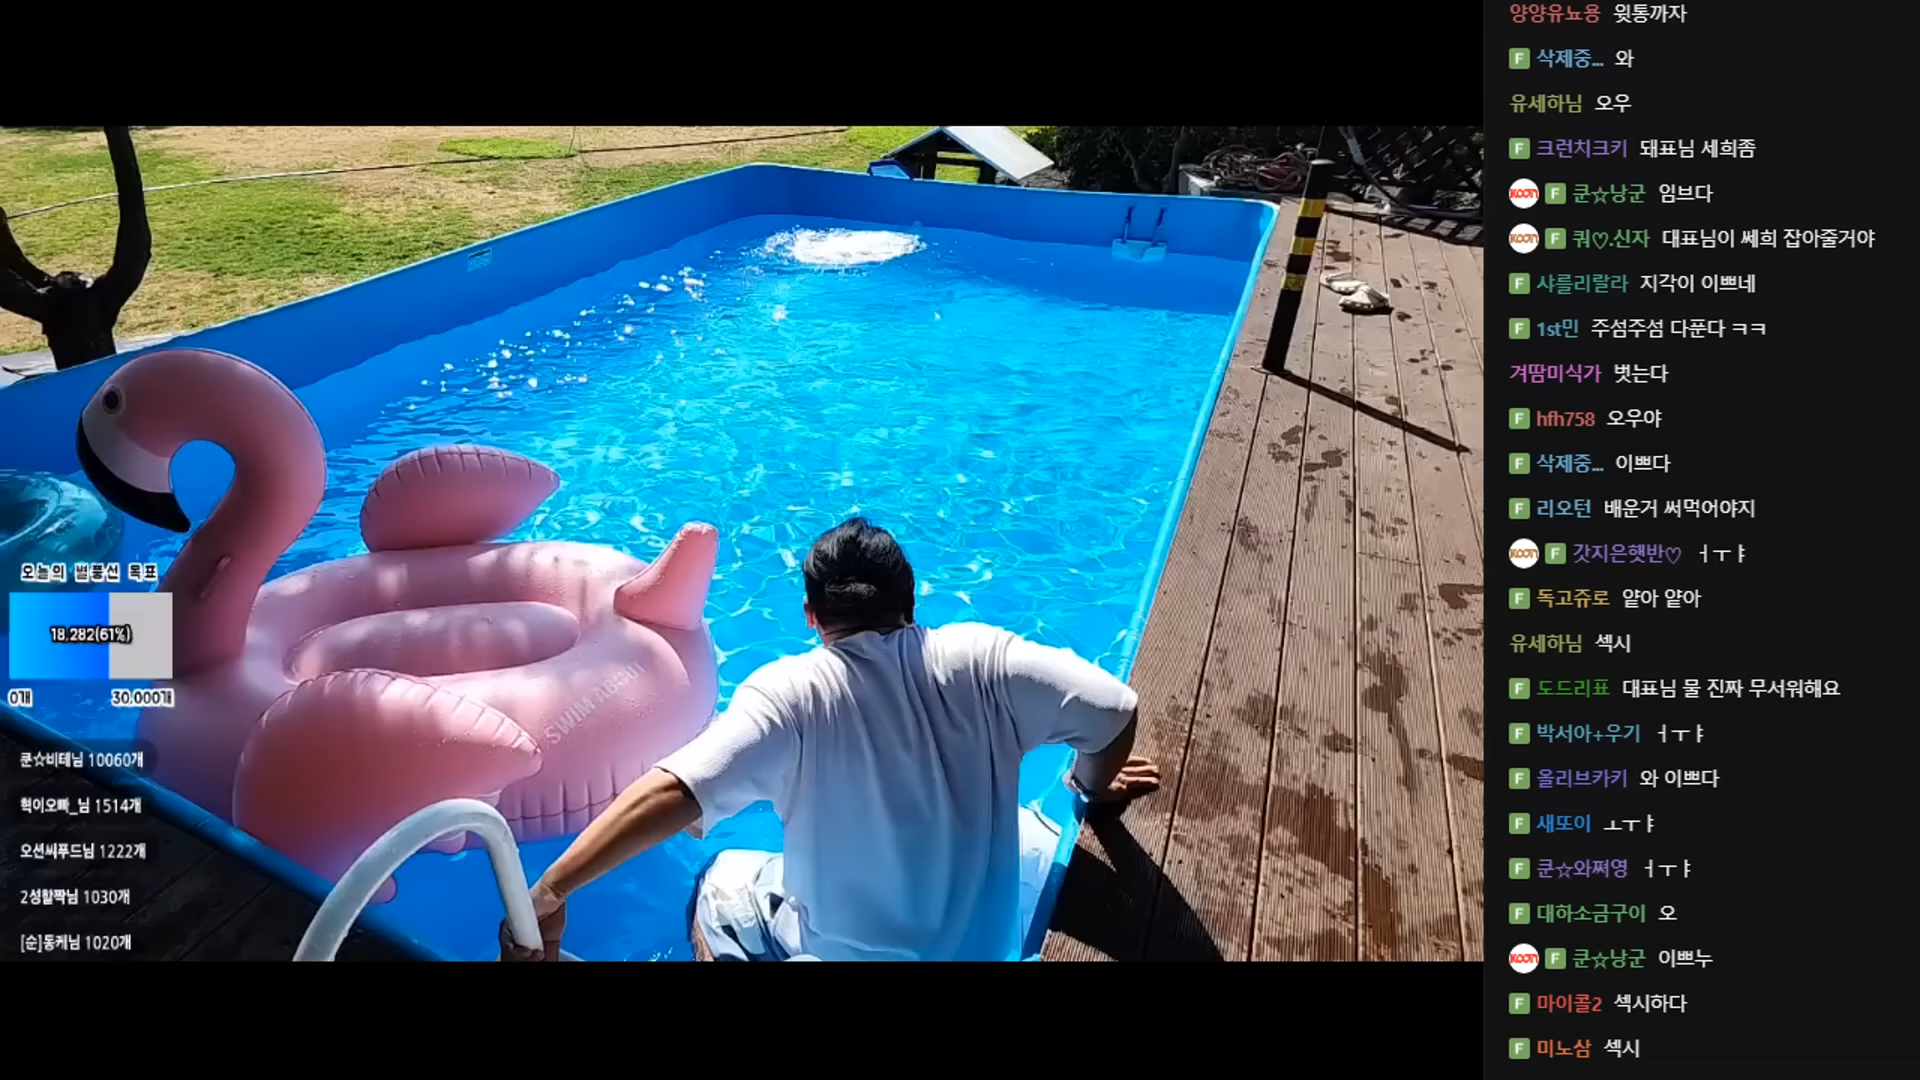 오늘의 별풍선 목표
18.282(61%)
0개 30.000개
쿤☆비테님 10060개
혁이오빠_님 1514개
오션씨푸드님 1222개
2성활짝님 1030개
[순]동케님 1020개
SWIM ABOUT
양양유뇨용 윗통까자
F 삭제중... 와
유세하님 오우
F 크런치크키 돼표님 세희좀
KOON F 쿤☆낭군 임브다
KOON F 쿼♡.신자 대표님이 쎄희 잡아줄거야
F 샤를리랄라 지각이 이쁘네
F 1st민 주섬주섬 다푼다 ㅋㅋ
겨땀미식가 벗는다
F hfh758 오우야
F 삭제중... 이쁘다
F 리오턴 배운거 써먹어야지
KOON F 갓지은햇반♡ ㅓㅜㅑ
F 독고쥬로 얕아 얕아
유세하님 섹시
F 도드리표 대표님 물 진짜 무서워해요
F 박서아+우기 ㅓㅜㅑ
F 올리브카키 와 이쁘다
F 새또이 ㅗㅜㅑ
F 쿤☆와쩌영 ㅓㅜㅑ
F 대하소금구이 오
KOON F 쿤☆낭군 이쁘누
F 마이콜2 섹시하다
F 미노삼 섹시